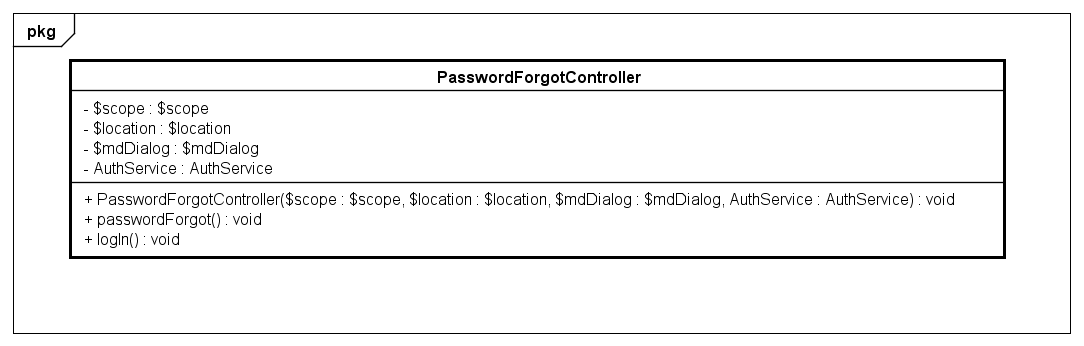 pkg
PasswordForgotController
- $scope : $scope
- $location : $location
- $mdDialog : $mdDialog
- AuthService : AuthService
+ PasswordForgotController($scope : $scope, $location : $location, $mdDialog : $mdDialog, AuthService : AuthService) : void
+ passwordForgot() : void
+ logIn() : void